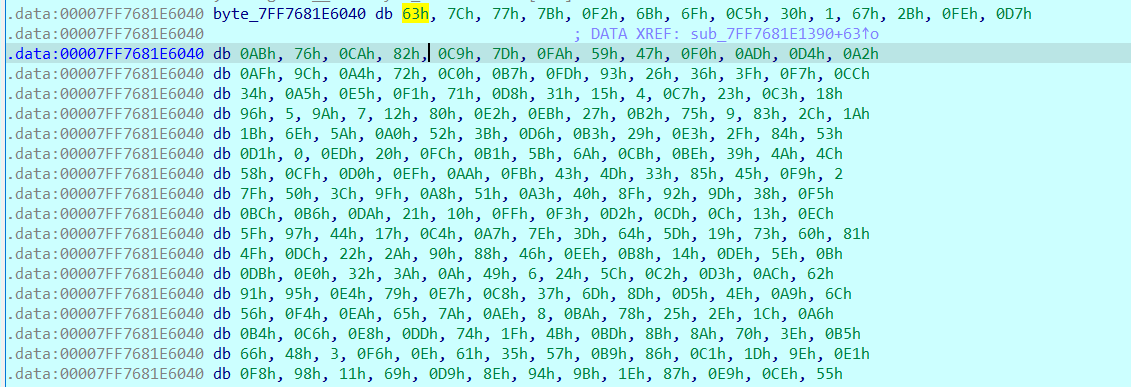 .data:00007FF7681E6040 byte_7FF7681E6040 db 63h, 7Ch, 77h, 7Bh, 0F2h, 6Bh, 6Fh, 0C5h, 30h, 1, 67h, 2Bh, 0FEh, 0D7h
.data:00007FF7681E6040 ; DATA XREF: sub_7FF7681E1390+63↑o
.data:00007FF7681E6040 db 0ABh, 76h, 0CAh, 82h, 0C9h, 7Dh, 0FAh, 59h, 47h, 0F0h, 0ADh, 0D4h, 0A2h
.data:00007FF7681E6040 db 0AFh, 9Ch, 0A4h, 72h, 0C0h, 0B7h, 0FDh, 93h, 26h, 36h, 3Fh, 0F7h, 0CCh
.data:00007FF7681E6040 db 34h, 0A5h, 0E5h, 0F1h, 71h, 0D8h, 31h, 15h, 4, 0C7h, 23h, 0C3h, 18h
.data:00007FF7681E6040 db 96h, 5, 9Ah, 7, 12h, 80h, 0E2h, 0EBh, 27h, 0B2h, 75h, 9, 83h, 2Ch, 1Ah
.data:00007FF7681E6040 db 1Bh, 6Eh, 5Ah, 0A0h, 52h, 3Bh, 0D6h, 0B3h, 29h, 0E3h, 2Fh, 84h, 53h
.data:00007FF7681E6040 db 0D1h, 0, 0EDh, 20h, 0FCh, 0B1h, 5Bh, 6Ah, 0CBh, 0BEh, 39h, 4Ah, 4Ch
.data:00007FF7681E6040 db 58h, 0CFh, 0D0h, 0EFh, 0AAh, 0FBh, 43h, 4Dh, 33h, 85h, 45h, 0F9h, 2
.data:00007FF7681E6040 db 7Fh, 50h, 3Ch, 9Fh, 0A8h, 51h, 0A3h, 40h, 8Fh, 92h, 9Dh, 38h, 0F5h
.data:00007FF7681E6040 db 0BCh, 0B6h, 0DAh, 21h, 10h, 0FFh, 0F3h, 0D2h, 0CDh, 0Ch, 13h, 0ECh
.data:00007FF7681E6040 db 5Fh, 97h, 44h, 17h, 0C4h, 0A7h, 7Eh, 3Dh, 64h, 5Dh, 19h, 73h, 60h, 81h
.data:00007FF7681E6040 db 4Fh, 0DCh, 22h, 2Ah, 90h, 88h, 46h, 0EEh, 0B8h, 14h, 0DEh, 5Eh, 0Bh
.data:00007FF7681E6040 db 0DBh, 0E0h, 32h, 3Ah, 0Ah, 49h, 6, 24h, 5Ch, 0C2h, 0D3h, 0ACh, 62h
.data:00007FF7681E6040 db 91h, 95h, 0E4h, 79h, 0E7h, 0C8h, 37h, 6Dh, 8Dh, 0D5h, 4Eh, 0A9h, 6Ch
.data:00007FF7681E6040 db 56h, 0F4h, 0EAh, 65h, 7Ah, 0AEh, 8, 0BAh, 78h, 25h, 2Eh, 1Ch, 0A6h
.data:00007FF7681E6040 db 0B4h, 0C6h, 0E8h, 0DDh, 74h, 1Fh, 4Bh, 0BDh, 8Bh, 8Ah, 70h, 3Eh, 0B5h
.data:00007FF7681E6040 db 66h, 48h, 3, 0F6h, 0Eh, 61h, 35h, 57h, 0B9h, 86h, 0C1h, 1Dh, 9Eh, 0E1h
.data:00007FF7681E6040 db 0F8h, 98h, 11h, 69h, 0D9h, 8Eh, 94h, 9Bh, 1Eh, 87h, 0E9h, 0CEh, 55h